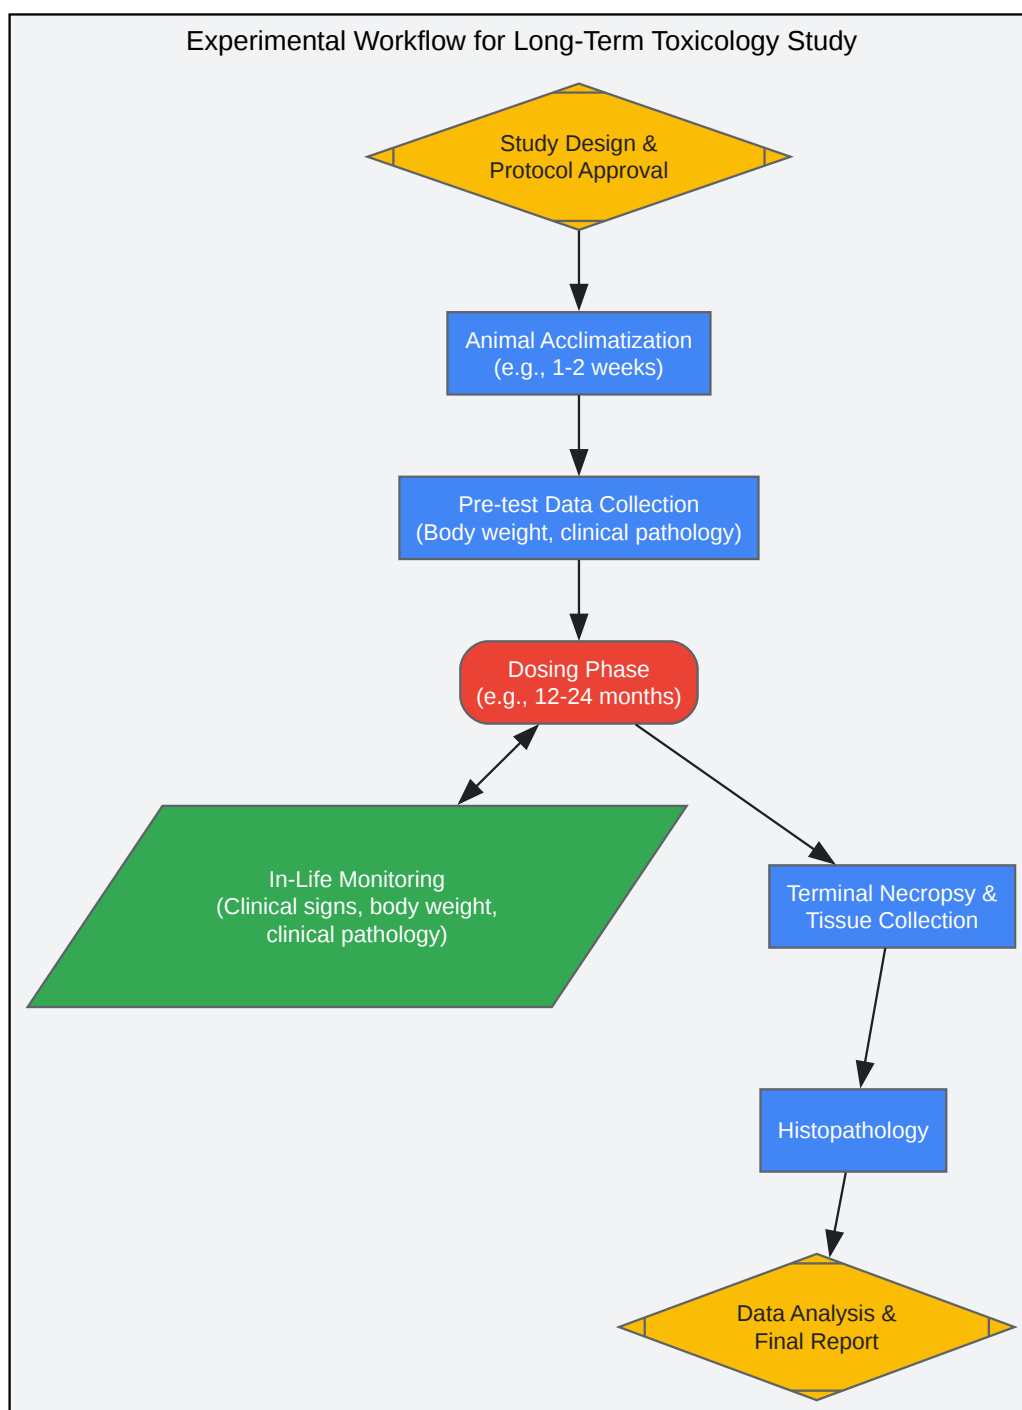 Experimental Workflow for Long-Term Toxicology Study
Study Design &
Protocol Approval
Animal Acclimatization
(e.g., 1-2 weeks)
Pre-test Data Collection
(Body weight, clinical pathology)
Dosing Phase
(e.g., 12-24 months)
In-Life Monitoring
(Clinical signs, body weight,
clinical pathology)
Terminal Necropsy &
Tissue Collection
Histopathology
Data Analysis &
Final Report